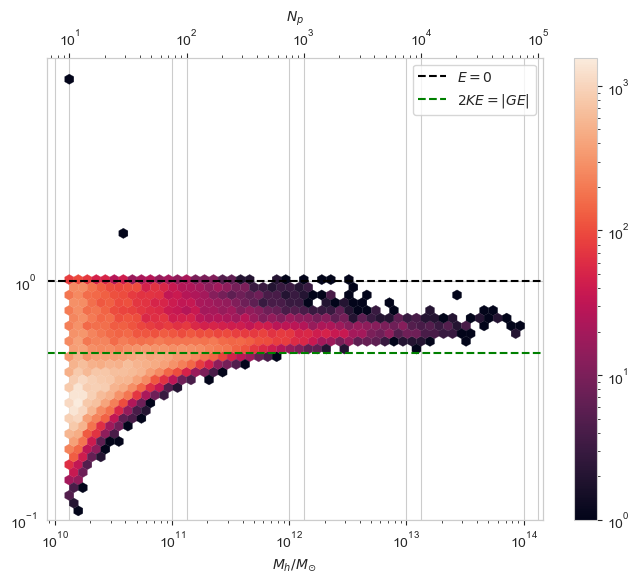 $N_p$
$10^1$ $10^2$ $10^3$ $10^4$ $10^5$
$E = 0$
$2KE = |GE|$
$10^3$
$10^2$
$10^0$
$10^1$
$10^{-1}$ $10^0$
$10^{10}$ $10^{11}$ $10^{12}$ $10^{13}$ $10^{14}$
$M_h/M_\odot$